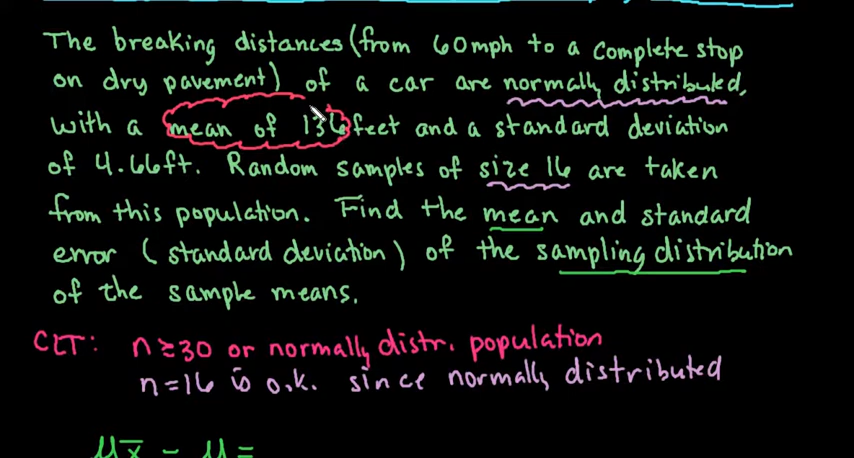 The breaking distances (from 60mph to a complete stop
on dry pavement) of a car are normally distributed,
with a mean of 136 feet and a standard deviation
of 4.66ft. Random samples of size 16 are taken
from this population. Find the mean and standard
error (standard deviation) of the sampling distribution
of the sample means.
CLT: n ≥ 30 or normally distr. population
n = 16 is o.k. since normally distributed
μx̄ = μ =